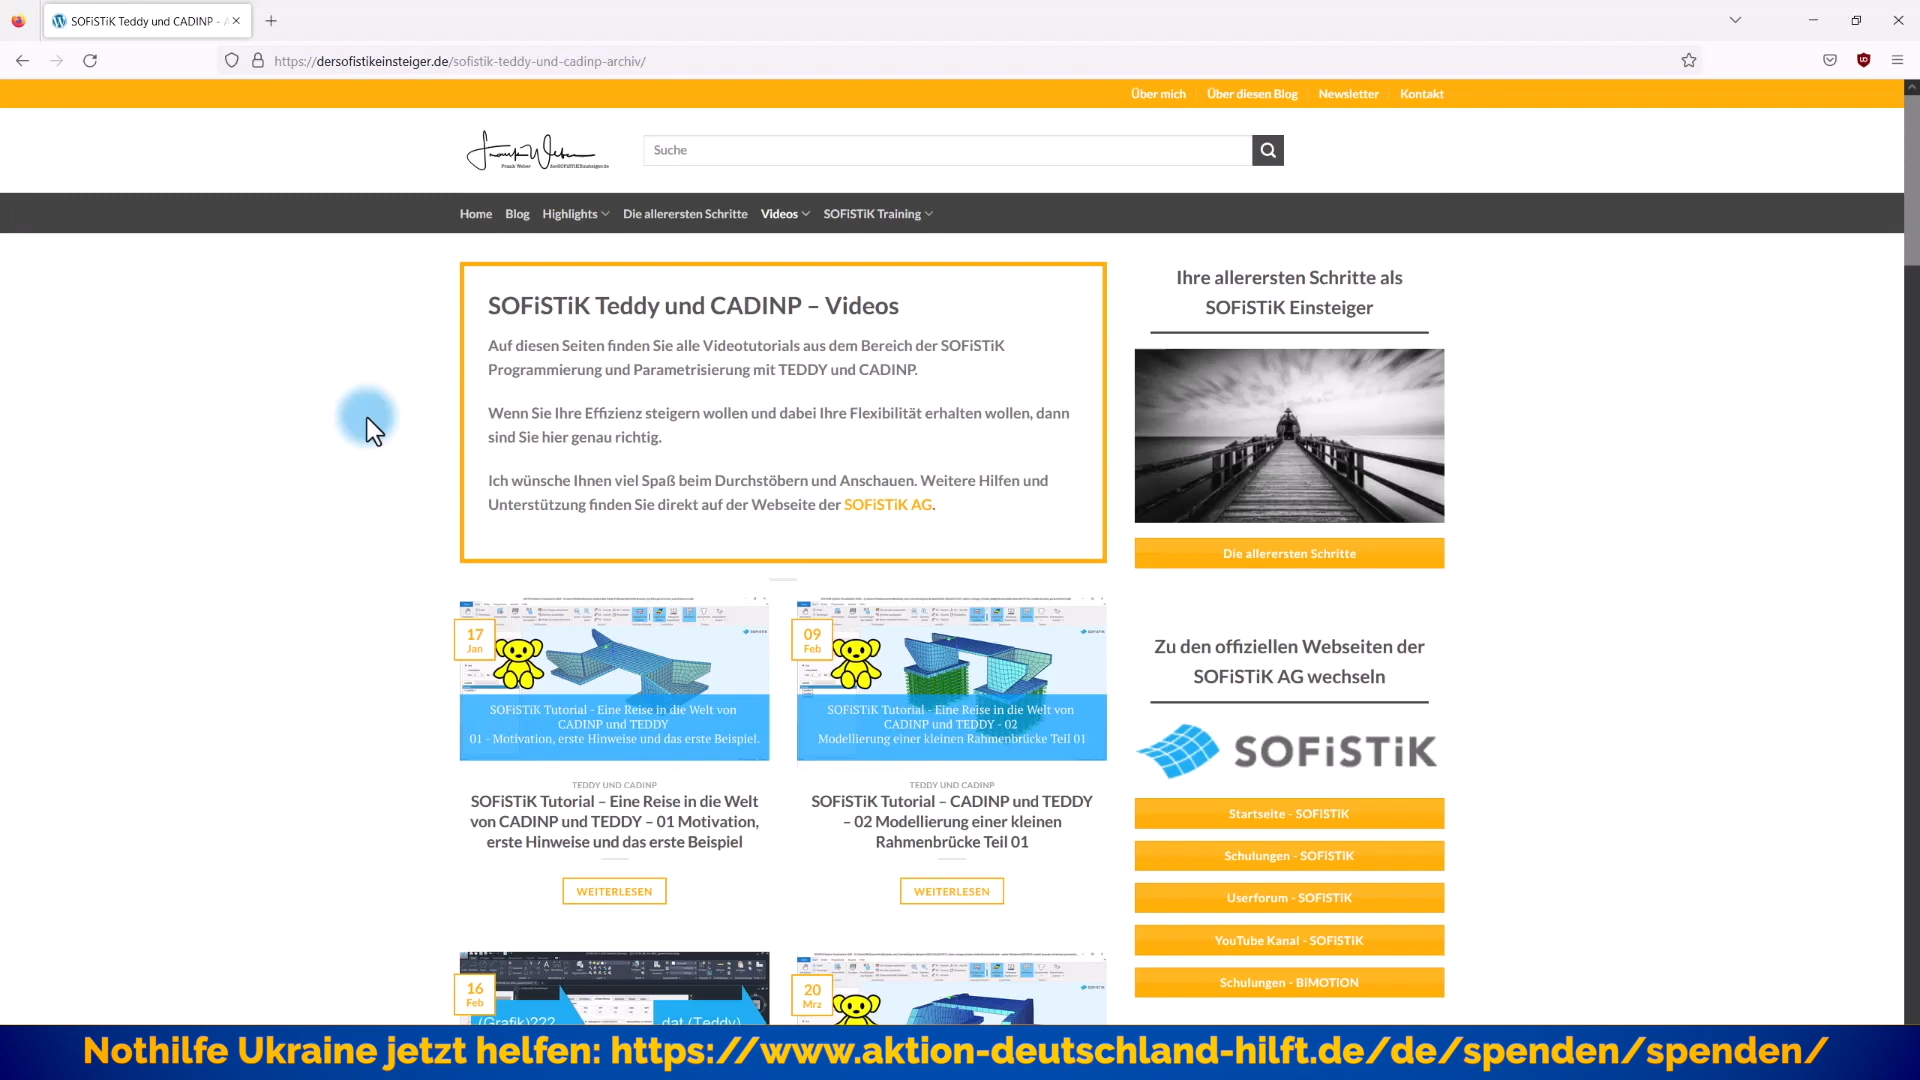 SOFiSTiK Teddy und CADINP - 
https://dersofistikeinsteiger.de/sofistik-teddy-und-cadinp-archiv/
Über mich Über diesen Blog Newsletter Kontakt
Frank Weber derSOFiSTiKEinsteiger.de
Suche
Home Blog Highlights Die allerersten Schritte Videos SOFiSTiK Training
SOFiSTiK Teddy und CADINP – Videos
Auf diesen Seiten finden Sie alle Videotutorials aus dem Bereich der SOFiSTiK
Programmierung und Parametrisierung mit TEDDY und CADINP.
Wenn Sie Ihre Effizienz steigern wollen und dabei Ihre Flexibilität erhalten wollen, dann
sind Sie hier genau richtig.
Ich wünsche Ihnen viel Spaß beim Durchstöbern und Anschauen. Weitere Hilfen und
Unterstützung finden Sie direkt auf der Webseite der SOFiSTiK AG.
17
Jan
SOFiSTiK Tutorial - Eine Reise in die Welt von
CADINP und TEDDY
01 - Motivation, erste Hinweise und das erste Beispiel.
TEDDY UND CADINP
SOFiSTiK Tutorial – Eine Reise in die Welt
von CADINP und TEDDY – 01 Motivation,
erste Hinweise und das erste Beispiel
WEITERLESEN
09
Feb
SOFiSTiK Tutorial - Eine Reise in die Welt von
CADINP und TEDDY - 02
Modellierung einer kleinen Rahmenbrücke Teil 01
TEDDY UND CADINP
SOFiSTiK Tutorial – CADINP und TEDDY
– 02 Modellierung einer kleinen
Rahmenbrücke Teil 01
WEITERLESEN
16
Feb
(Grafik)???
.dat (Teddy)
20
Mrz
Ihre allerersten Schritte als
SOFiSTiK Einsteiger
Die allerersten Schritte
Zu den offiziellen Webseiten der
SOFiSTiK AG wechseln
SOFiSTiK
Startseite - SOFiSTiK
Schulungen - SOFiSTiK
Userforum - SOFiSTiK
YouTube Kanal - SOFiSTiK
Schulungen - BiMOTiON
Nothilfe Ukraine jetzt helfen: https://www.aktion-deutschland-hilft.de/de/spenden/spenden/